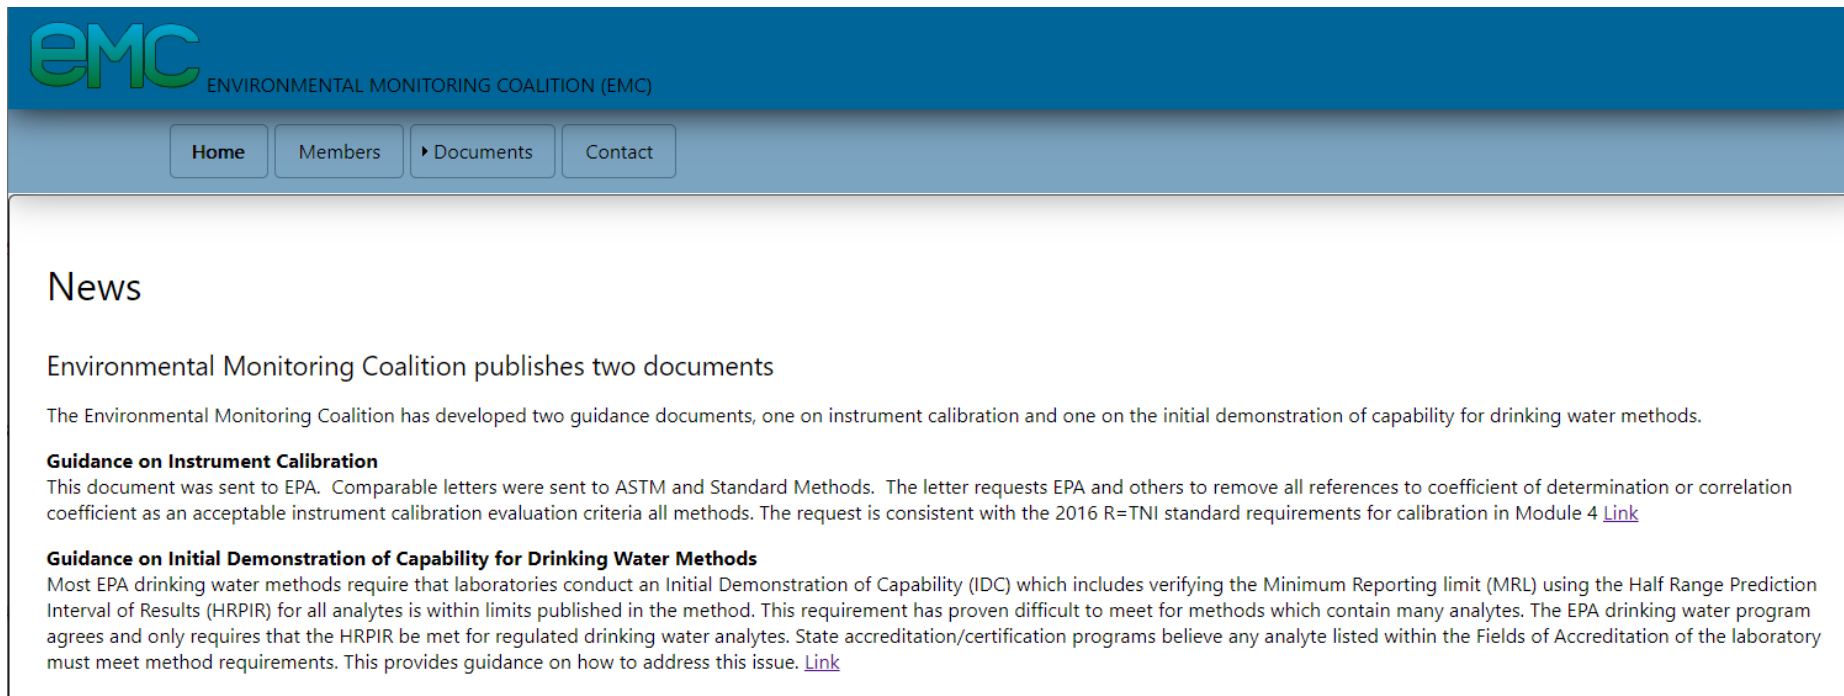 eMC ENVIRONMENTAL MONITORING COALITION (EMC)
Home Members Documents Contact
News
Environmental Monitoring Coalition publishes two documents
The Environmental Monitoring Coalition has developed two guidance documents, one on instrument calibration and one on the initial demonstration of capability for drinking water methods.
Guidance on Instrument Calibration
This document was sent to EPA.  Comparable letters were sent to ASTM and Standard Methods.  The letter requests EPA and others to remove all references to coefficient of determination or correlation
coefficient as an acceptable instrument calibration evaluation criteria all methods. The request is consistent with the 2016 R=TNI standard requirements for calibration in Module 4 Link
Guidance on Initial Demonstration of Capability for Drinking Water Methods
Most EPA drinking water methods require that laboratories conduct an Initial Demonstration of Capability (IDC) which includes verifying the Minimum Reporting limit (MRL) using the Half Range Prediction
Interval of Results (HRPIR) for all analytes is within limits published in the method. This requirement has proven difficult to meet for methods which contain many analytes. The EPA drinking water program
agrees and only requires that the HRPIR be met for regulated drinking water analytes. State accreditation/certification programs believe any analyte listed within the Fields of Accreditation of the laboratory
must meet method requirements. This provides guidance on how to address this issue. Link